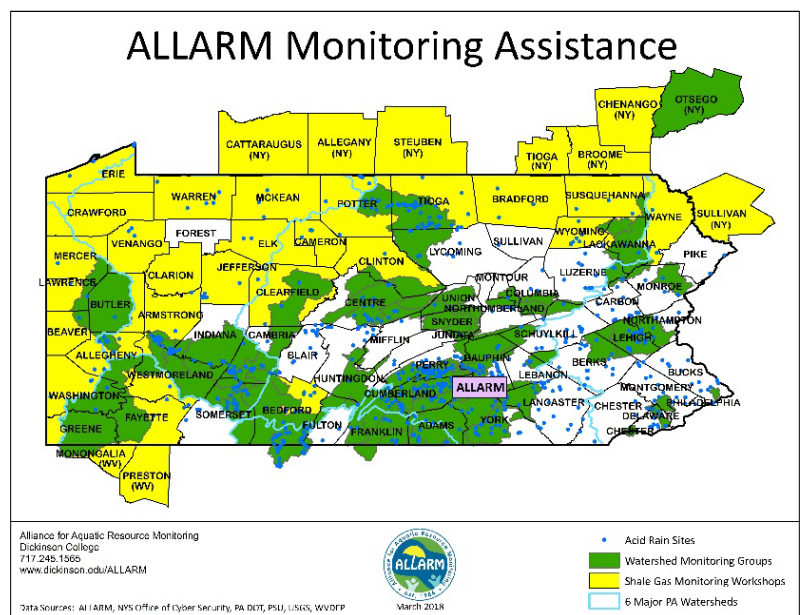 ALLARM Monitoring Assistance
OTSEGO
(NY)
CHENANGO
(NY)
CATTARAUGUS
(NY)
ALLEGANY
(NY)
STEUBEN
(NY)
TIOGA
(NY)
BROOME
(NY)
ERIE
WARREN
MCKEAN
POTTER
TIOGA
BRADFORD
SUSQUEHANNA
WAYNE
SULLIVAN
(NY)
CRAWFORD
FOREST
VENANGO
ELK
CAMERON
LYCOMING
SULLIVAN
WYOMING
LACKAWANNA
PIKE
MERCER
CLARION
JEFFERSON
CLINTON
LUZERNE
MONTOUR
LAWRENCE
BUTLER
CLEARFIELD
CENTRE
UNION
COLUMBIA
MONROE
CARBON
ARMSTRONG
NORTHUMBERLAND
BEAVER
INDIANA
CAMBRIA
SNYDER
NORTHAMPTON
MIFFLIN
JUNIATA
SCHUYLKILL
LEHIGH
ALLEGHENY
BLAIR
DAUPHIN
BERKS
WESTMORELAND
HUNTINGDON
PERRY
LEBANON
BUCKS
WASHINGTON
CUMBERLAND
ALLARM
MONTGOMERY
LANCASTER
CHESTER
PHILADELPHIA
FAYETTE
SOMERSET
BEDFORD
DELAWARE
GREENE
FULTON
FRANKLIN
ADAMS
YORK
CHESTER
MONONGALIA
(WV)
PRESTON
(WV)
Alliance for Aquatic Resource Monitoring
Dickinson College
717.245.1565
www.dickinson.edu/ALLARM
Data Sources: ALLARM, NYS Office of Cyber Security, PA DOT, PSU, USGS, WVDEP
Alliance for Aquatic Resource Monitoring
ALLARM
est. 1986
March 2018
Acid Rain Sites
Watershed Monitoring Groups
Shale Gas Monitoring Workshops
6 Major PA Watersheds